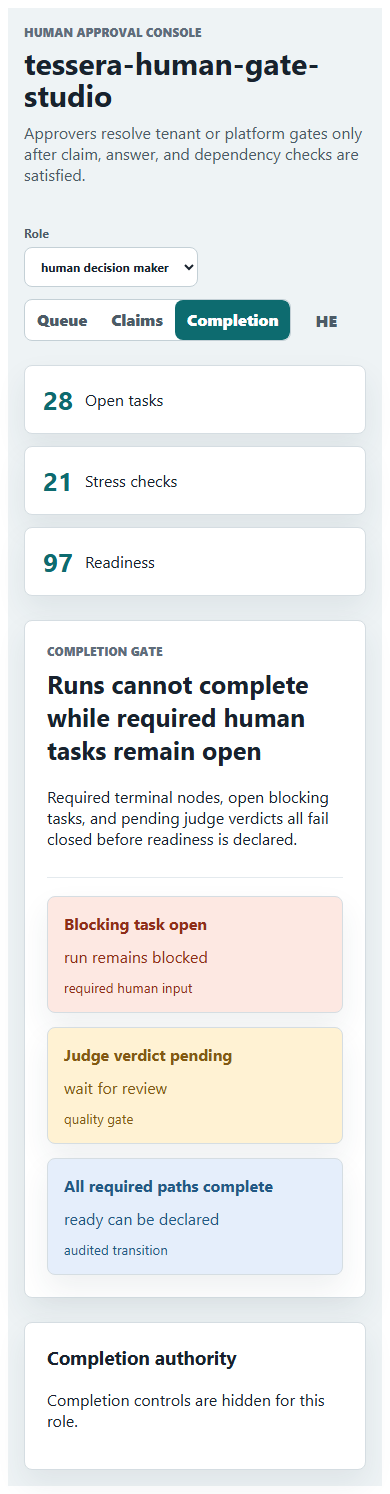 HUMAN APPROVAL CONSOLE
tessera-human-gate-
studio
Approvers resolve tenant or platform gates only
after claim, answer, and dependency checks are
satisfied.
Role
human decision maker
Queue Claims Completion HE
28 Open tasks
21 Stress checks
97 Readiness
COMPLETION GATE
Runs cannot complete
while required human
tasks remain open
Required terminal nodes, open blocking
tasks, and pending judge verdicts all fail
closed before readiness is declared.
Blocking task open
run remains blocked
required human input
Judge verdict pending
wait for review
quality gate
All required paths complete
ready can be declared
audited transition
Completion authority
Completion controls are hidden for this
role.